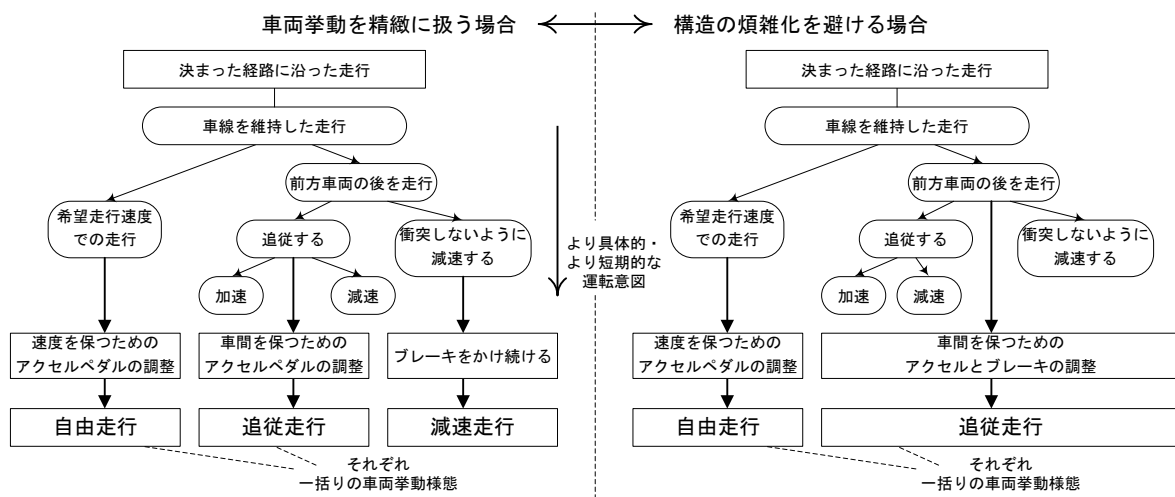 車両挙動を精緻に扱う場合
構造の煩雑化を避ける場合
決まった経路に沿った走行
車線を維持した走行
前方車両の後を走行
希望走行速度
での走行
追従する
衝突しないように
減速する
加速
減速
速度を保つための
アクセルペダルの調整
車間を保つための
アクセルペダルの調整
ブレーキをかけ続ける
自由走行
追従走行
減速走行
それぞれ
一括りの車両挙動様態
より具体的・
より短期的な
運転意図
決まった経路に沿った走行
車線を維持した走行
前方車両の後を走行
希望走行速度
での走行
追従する
衝突しないように
減速する
加速
減速
速度を保つための
アクセルペダルの調整
車間を保つための
アクセルとブレーキの調整
自由走行
追従走行
それぞれ
一括りの車両挙動様態